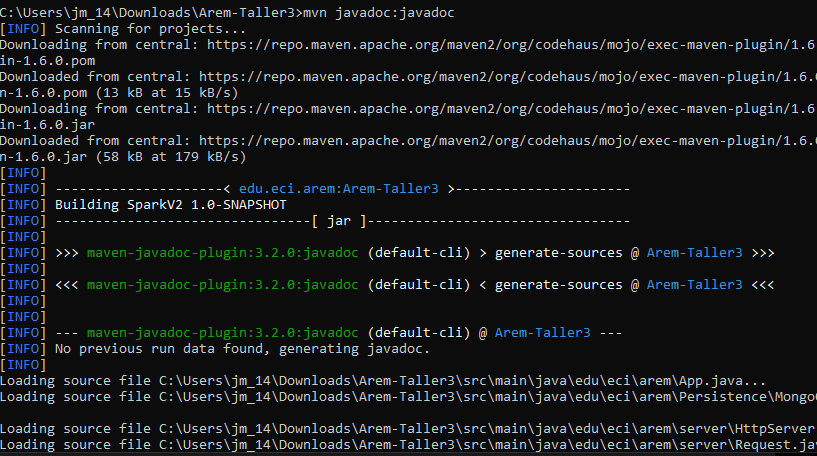 C:\Users\jm_14\Downloads\Arem-Taller3>mvn javadoc:javadoc
[INFO] Scanning for projects...
Downloading from central: https://repo.maven.apache.org/maven2/org/codehaus/mojo/exec-maven-plugin/1.6
in-1.6.0.pom
Downloaded from central: https://repo.maven.apache.org/maven2/org/codehaus/mojo/exec-maven-plugin/1.6.0
n-1.6.0.pom (13 kB at 15 kB/s)
Downloading from central: https://repo.maven.apache.org/maven2/org/codehaus/mojo/exec-maven-plugin/1.6
in-1.6.0.jar
Downloaded from central: https://repo.maven.apache.org/maven2/org/codehaus/mojo/exec-maven-plugin/1.6.0
n-1.6.0.jar (58 kB at 179 kB/s)
[INFO]
[INFO] ---------------------< edu.eci.arem:Arem-Taller3 >----------------------
[INFO] Building SparkV2 1.0-SNAPSHOT
[INFO] --------------------------------[ jar ]---------------------------------
[INFO]
[INFO] >>> maven-javadoc-plugin:3.2.0:javadoc (default-cli) > generate-sources @ Arem-Taller3 >>>
[INFO]
[INFO] <<< maven-javadoc-plugin:3.2.0:javadoc (default-cli) < generate-sources @ Arem-Taller3 <<<
[INFO]
[INFO]
[INFO] --- maven-javadoc-plugin:3.2.0:javadoc (default-cli) @ Arem-Taller3 ---
[INFO] No previous run data found, generating javadoc.
[INFO]
Loading source file C:\Users\jm_14\Downloads\Arem-Taller3\src\main\java\edu\eci\arem\App.java...
Loading source file C:\Users\jm_14\Downloads\Arem-Taller3\src\main\java\edu\eci\arem\Persistence\Mongo
Loading source file C:\Users\jm_14\Downloads\Arem-Taller3\src\main\java\edu\eci\arem\server\HttpServer
Loading source file C:\Users\jm_14\Downloads\Arem-Taller3\src\main\java\edu\eci\arem\server\Request.jav